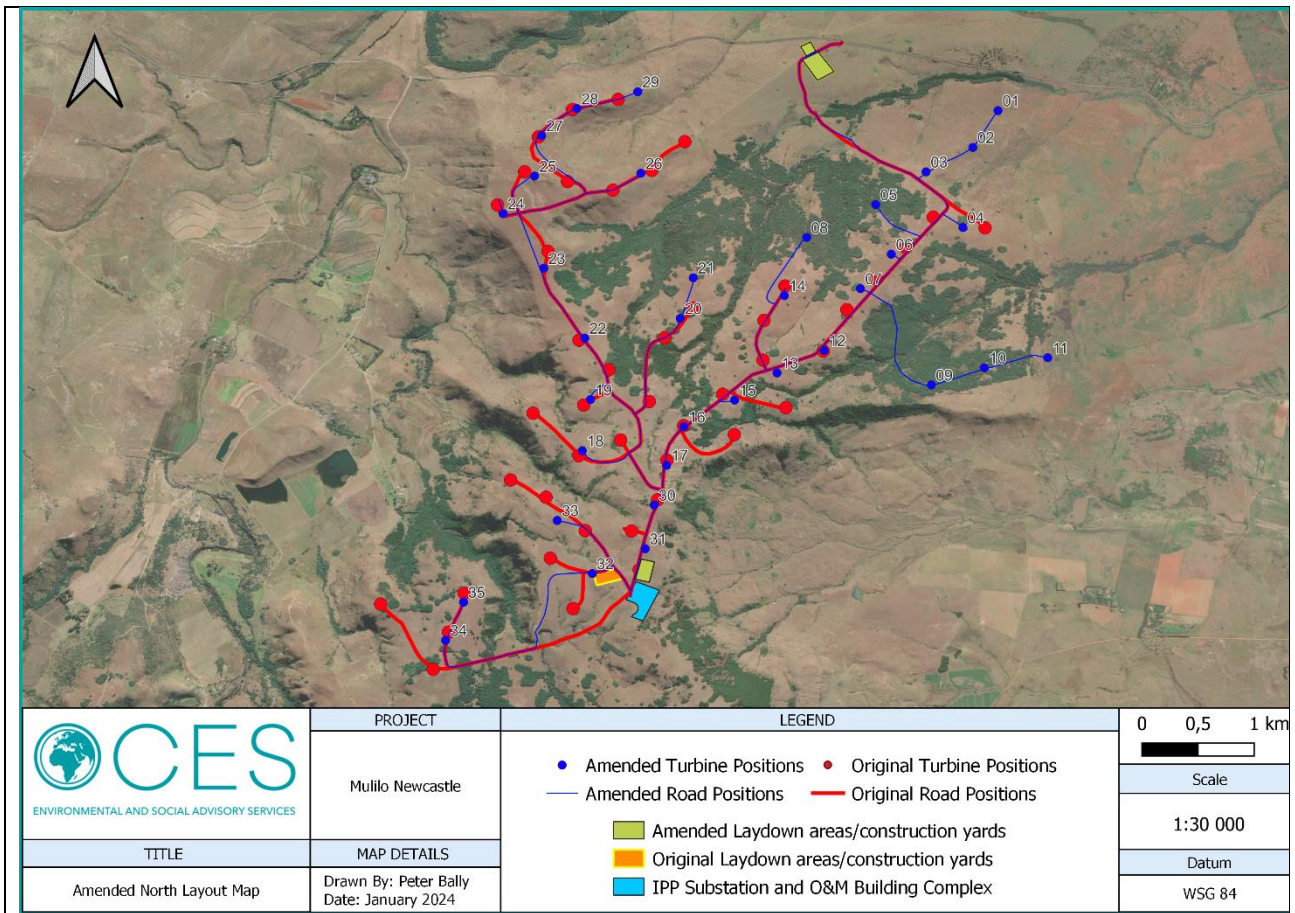 29
28
01
27
02
26
03
25
05
24
04
08
06
23
21
07
14
20
22
12
11
10
13
09
19
15
16
18
17
30
33
31
32
35
34
CES
ENVIRONMENTAL AND SOCIAL ADVISORY SERVICES
TITLE
Amended North Layout Map
PROJECT
Mulilo Newcastle
MAP DETAILS
Drawn By: Peter Bally
Date: January 2024
LEGEND
Amended Turbine Positions
Original Turbine Positions
Amended Road Positions
Original Road Positions
Amended Laydown areas/construction yards
Original Laydown areas/construction yards
IPP Substation and O&M Building Complex
0 0,5 1 km
Scale
1:30 000
Datum
WSG 84